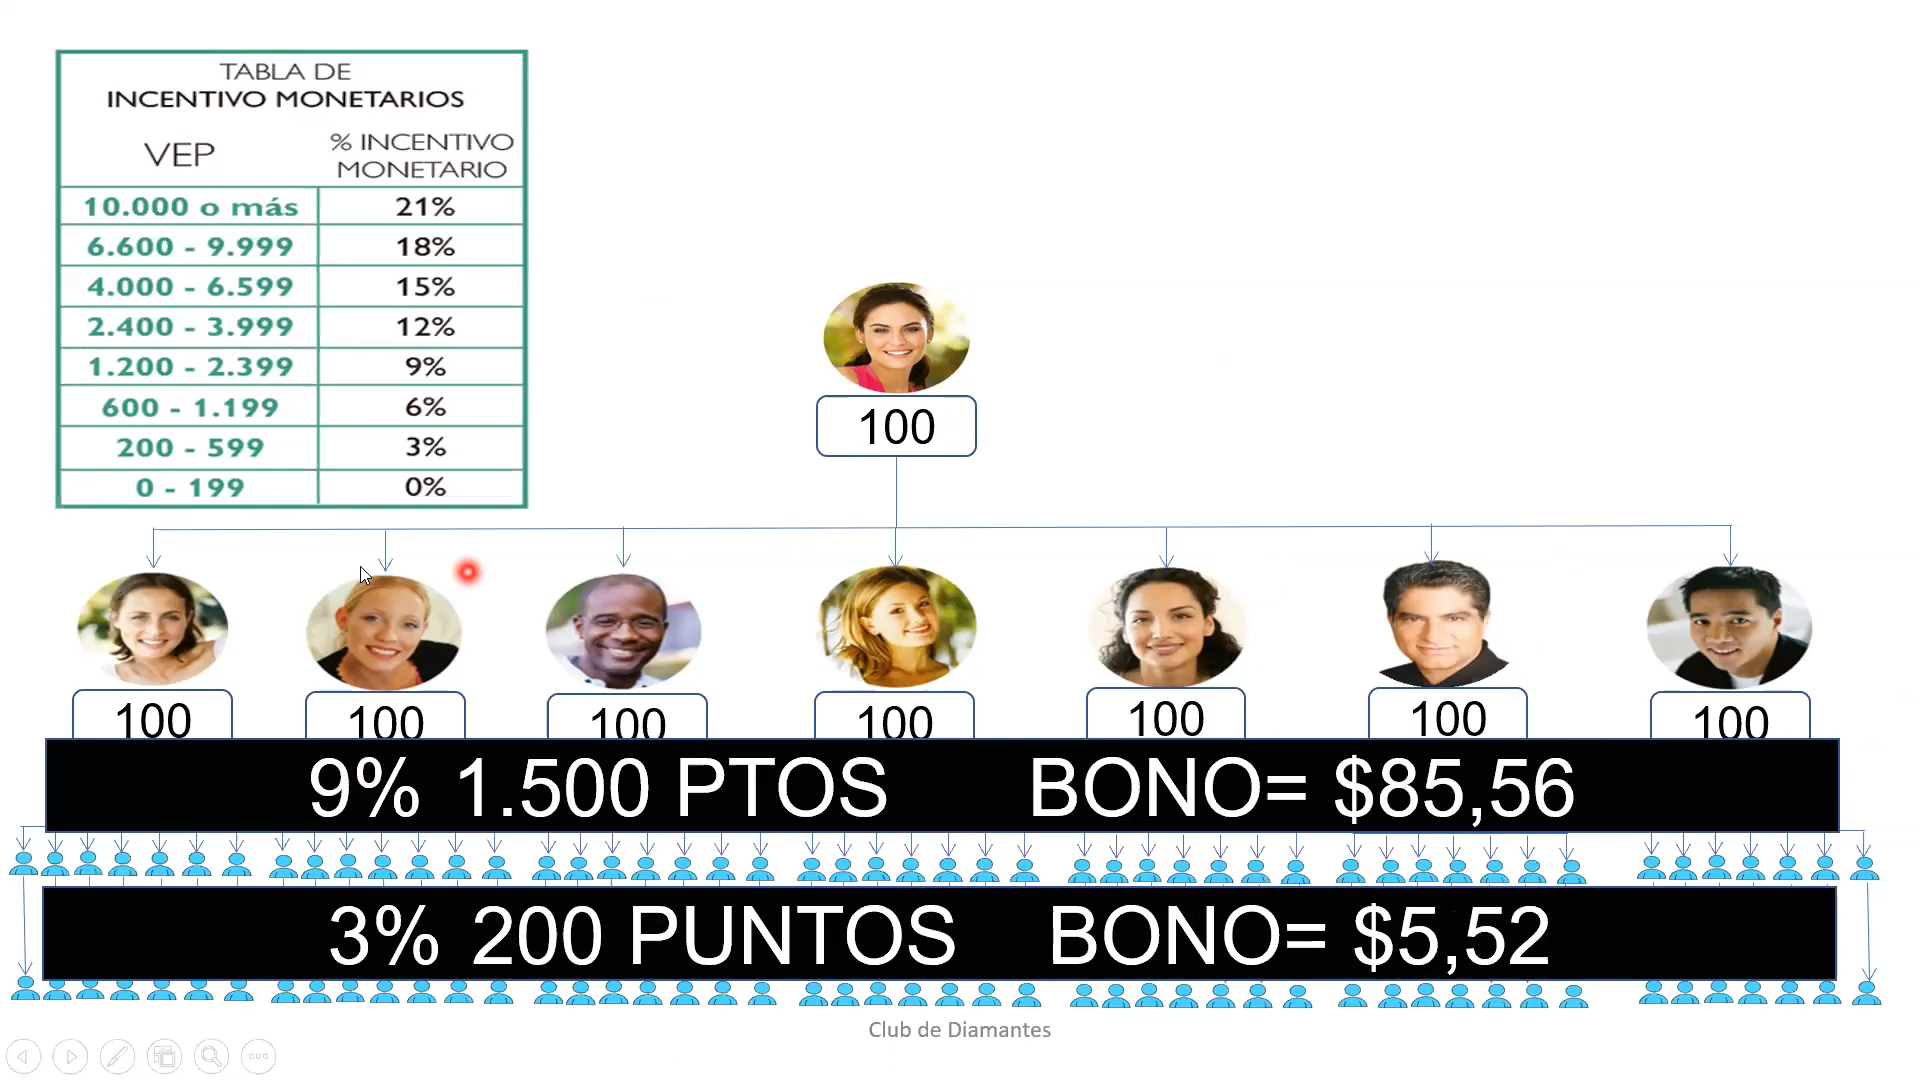 TABLA DE
INCENTIVO MONETARIOS
VEP
% INCENTIVO
MONETARIO
10.000 o más 21%
6.600 - 9.999 18%
4.000 - 6.599 15%
2.400 - 3.999 12%
1.200 - 2.399 9%
600 - 1.199 6%
200 - 599 3%
0 - 199 0%
100
100 100 100 100 100 100 100
9% 1.500 PTOS BONO= $85,56
3% 200 PUNTOS BONO= $5,52
Club de Diamantes